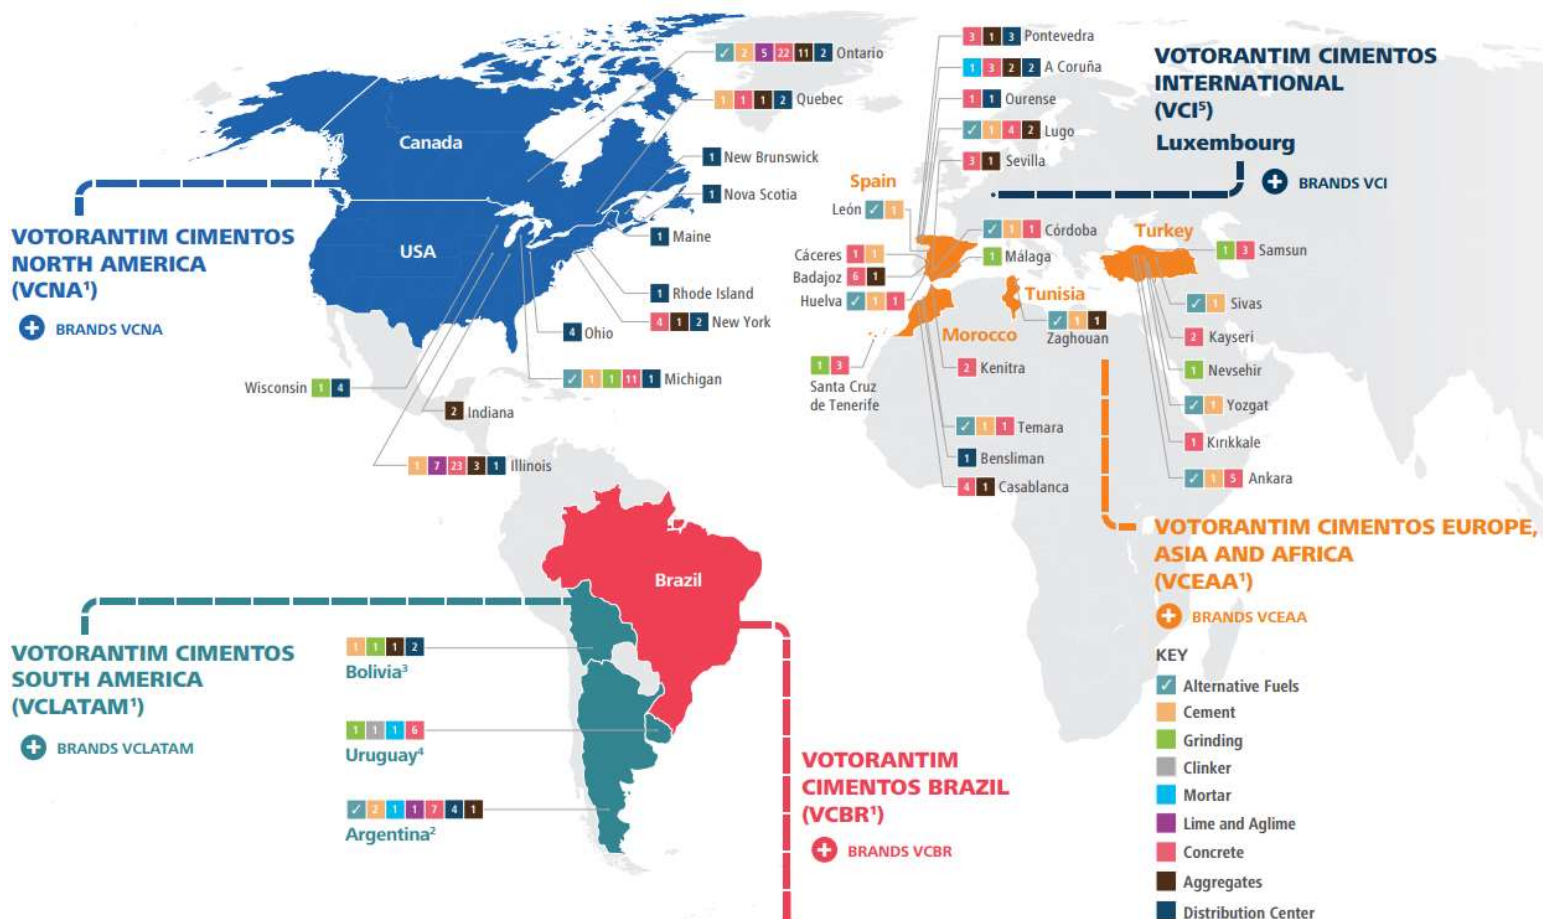 ✓ 2 5 22 11 2 Ontario
1 1 1 2 Quebec
1 New Brunswick
1 Nova Scotia
1 Maine
1 Rhode Island
4 1 2 New York
4 Ohio
✓ 1 1 11 1 Michigan
Wisconsin 1 4
2 Indiana
1 7 23 3 1 Illinois
Canada
USA
VOTORANTIM CIMENTOS
NORTH AMERICA
(VCNA¹)
+ BRANDS VCNA
3 1 3 Pontevedra
1 3 2 2 A Coruña
1 1 Ourense
✓ 1 4 2 Lugo
3 1 Sevilla
Spain
León ✓ 1
✓ 1 1 Córdoba
Cáceres 1 1
1 Málaga
Badajoz 6 1
Huelva ✓ 1 1
1 3
Santa Cruz
de Tenerife
Tunisia
✓ 1 1
Zaghouan
Morocco
2 Kenitra
✓ 1 1 Temara
1 Bensliman
4 1 Casablanca
Turkey
1 3 Samsun
✓ 1 Sivas
2 Kayseri
1 Nevsehir
✓ 1 Yozgat
1 Kırıkkale
✓ 1 5 Ankara
VOTORANTIM CIMENTOS
INTERNATIONAL
(VCI⁵)
Luxembourg
+ BRANDS VCI
VOTORANTIM CIMENTOS EUROPE,
ASIA AND AFRICA
(VCEAA¹)
+ BRANDS VCEAA
VOTORANTIM CIMENTOS
SOUTH AMERICA
(VCLATAM¹)
+ BRANDS VCLATAM
1 1 1 2
Bolivia³
1 1 1 6
Uruguay⁴
✓ 2 1 1 7 4 1
Argentina²
Brazil
VOTORANTIM
CIMENTOS BRAZIL
(VCBR¹)
+ BRANDS VCBR
KEY
✓ Alternative Fuels
Cement
Grinding
Clinker
Mortar
Lime and Aglime
Concrete
Aggregates
Distribution Center